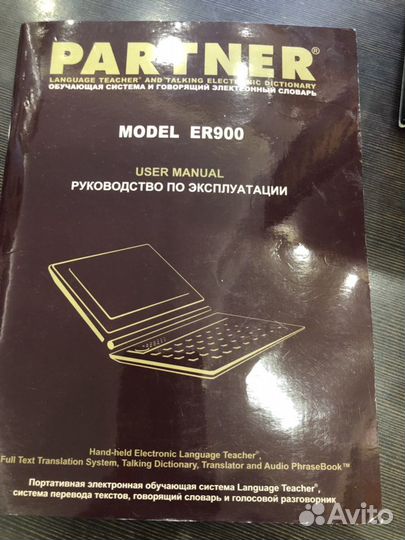 PARTNER®
LANGUAGE TEACHER® AND TALKING ELECTRONIC DICTIONARY
ОБУЧАЮЩАЯ СИСТЕМА И ГОВОРЯЩИЙ ЭЛЕКТРОННЫЙ СЛОВАРЬ
MODEL ER900
USER MANUAL
РУКОВОДСТВО ПО ЭКСПЛУАТАЦИИ
Hand-held Electronic Language Teacher®,
Full Text Translation System, Talking Dictionary, Translator and Audio PhraseBook™
Портативная электронная обучающая система Language Teacher®,
система перевода текстов, говорящий словарь и голосовой разговорник
Avito